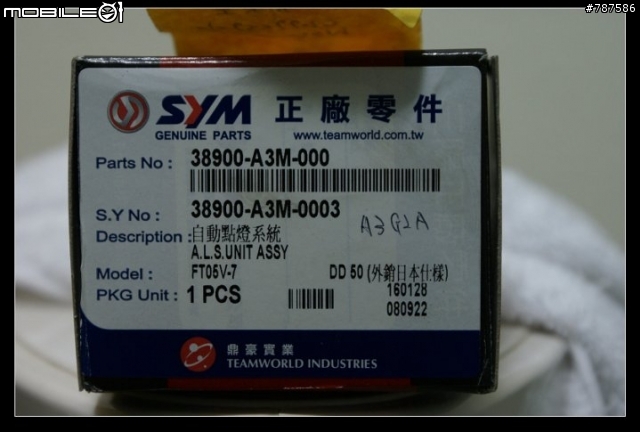 MOBILE01
#787586
SYM 正廠零件
GENUINE PARTS www.teamworld.com.tw
Parts No : 38900-A3M-000
S.Y No : 38900-A3M-0003
A3G1A
Description : 自動點燈系統
A.L.S.UNIT ASSY
Model : FT05V-7 DD 50 (外銷日本仕樣)
PKG Unit : 1 PCS 160128
080922
鼎豪實業
TEAMWORLD INDUSTRIES